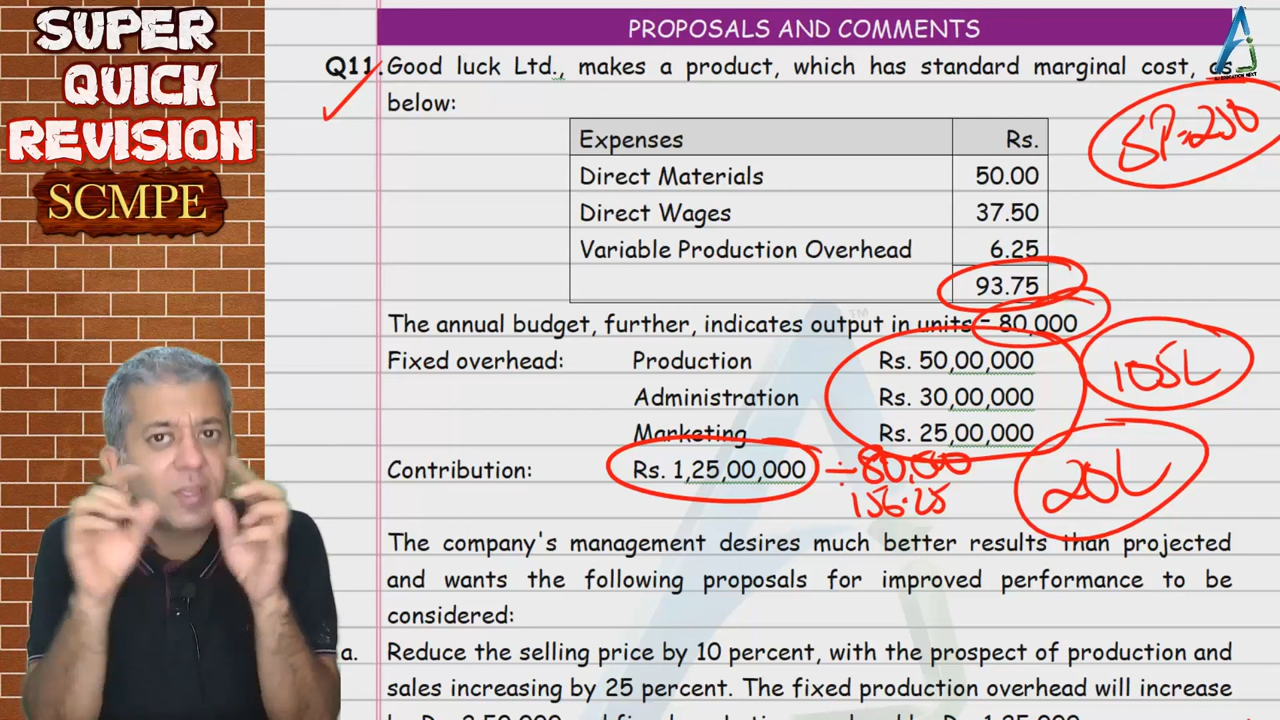 SUPER
QUICK
REVISION
SCMPE
PROPOSALS AND COMMENTS
Q11. Good luck Ltd., makes a product, which has standard marginal cost, as
below:
SP=250
Expenses Rs.
Direct Materials 50.00
Direct Wages 37.50
Variable Production Overhead 6.25
93.75
The annual budget, further, indicates output in units = 80,000
Fixed overhead: Production Rs. 50,00,000
105L
Administration Rs. 30,00,000
Marketing Rs. 25,00,000
Contribution: Rs. 1,25,00,000 ÷ 80,000
156.25
20L
The company's management desires much better results than projected
and wants the following proposals for improved performance to be
considered:
a. Reduce the selling price by 10 percent, with the prospect of production and
sales increasing by 25 percent. The fixed production overhead will increase